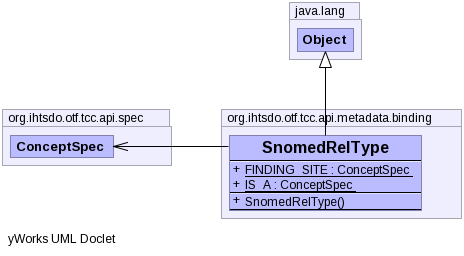 java.lang
Object
org.ihtsdo.otf.tcc.api.spec
ConceptSpec
org.ihtsdo.otf.tcc.api.metadata.binding
SnomedRelType
+ FINDING_SITE : ConceptSpec
+ IS_A : ConceptSpec
+ SnomedRelType()
yWorks UML Doclet